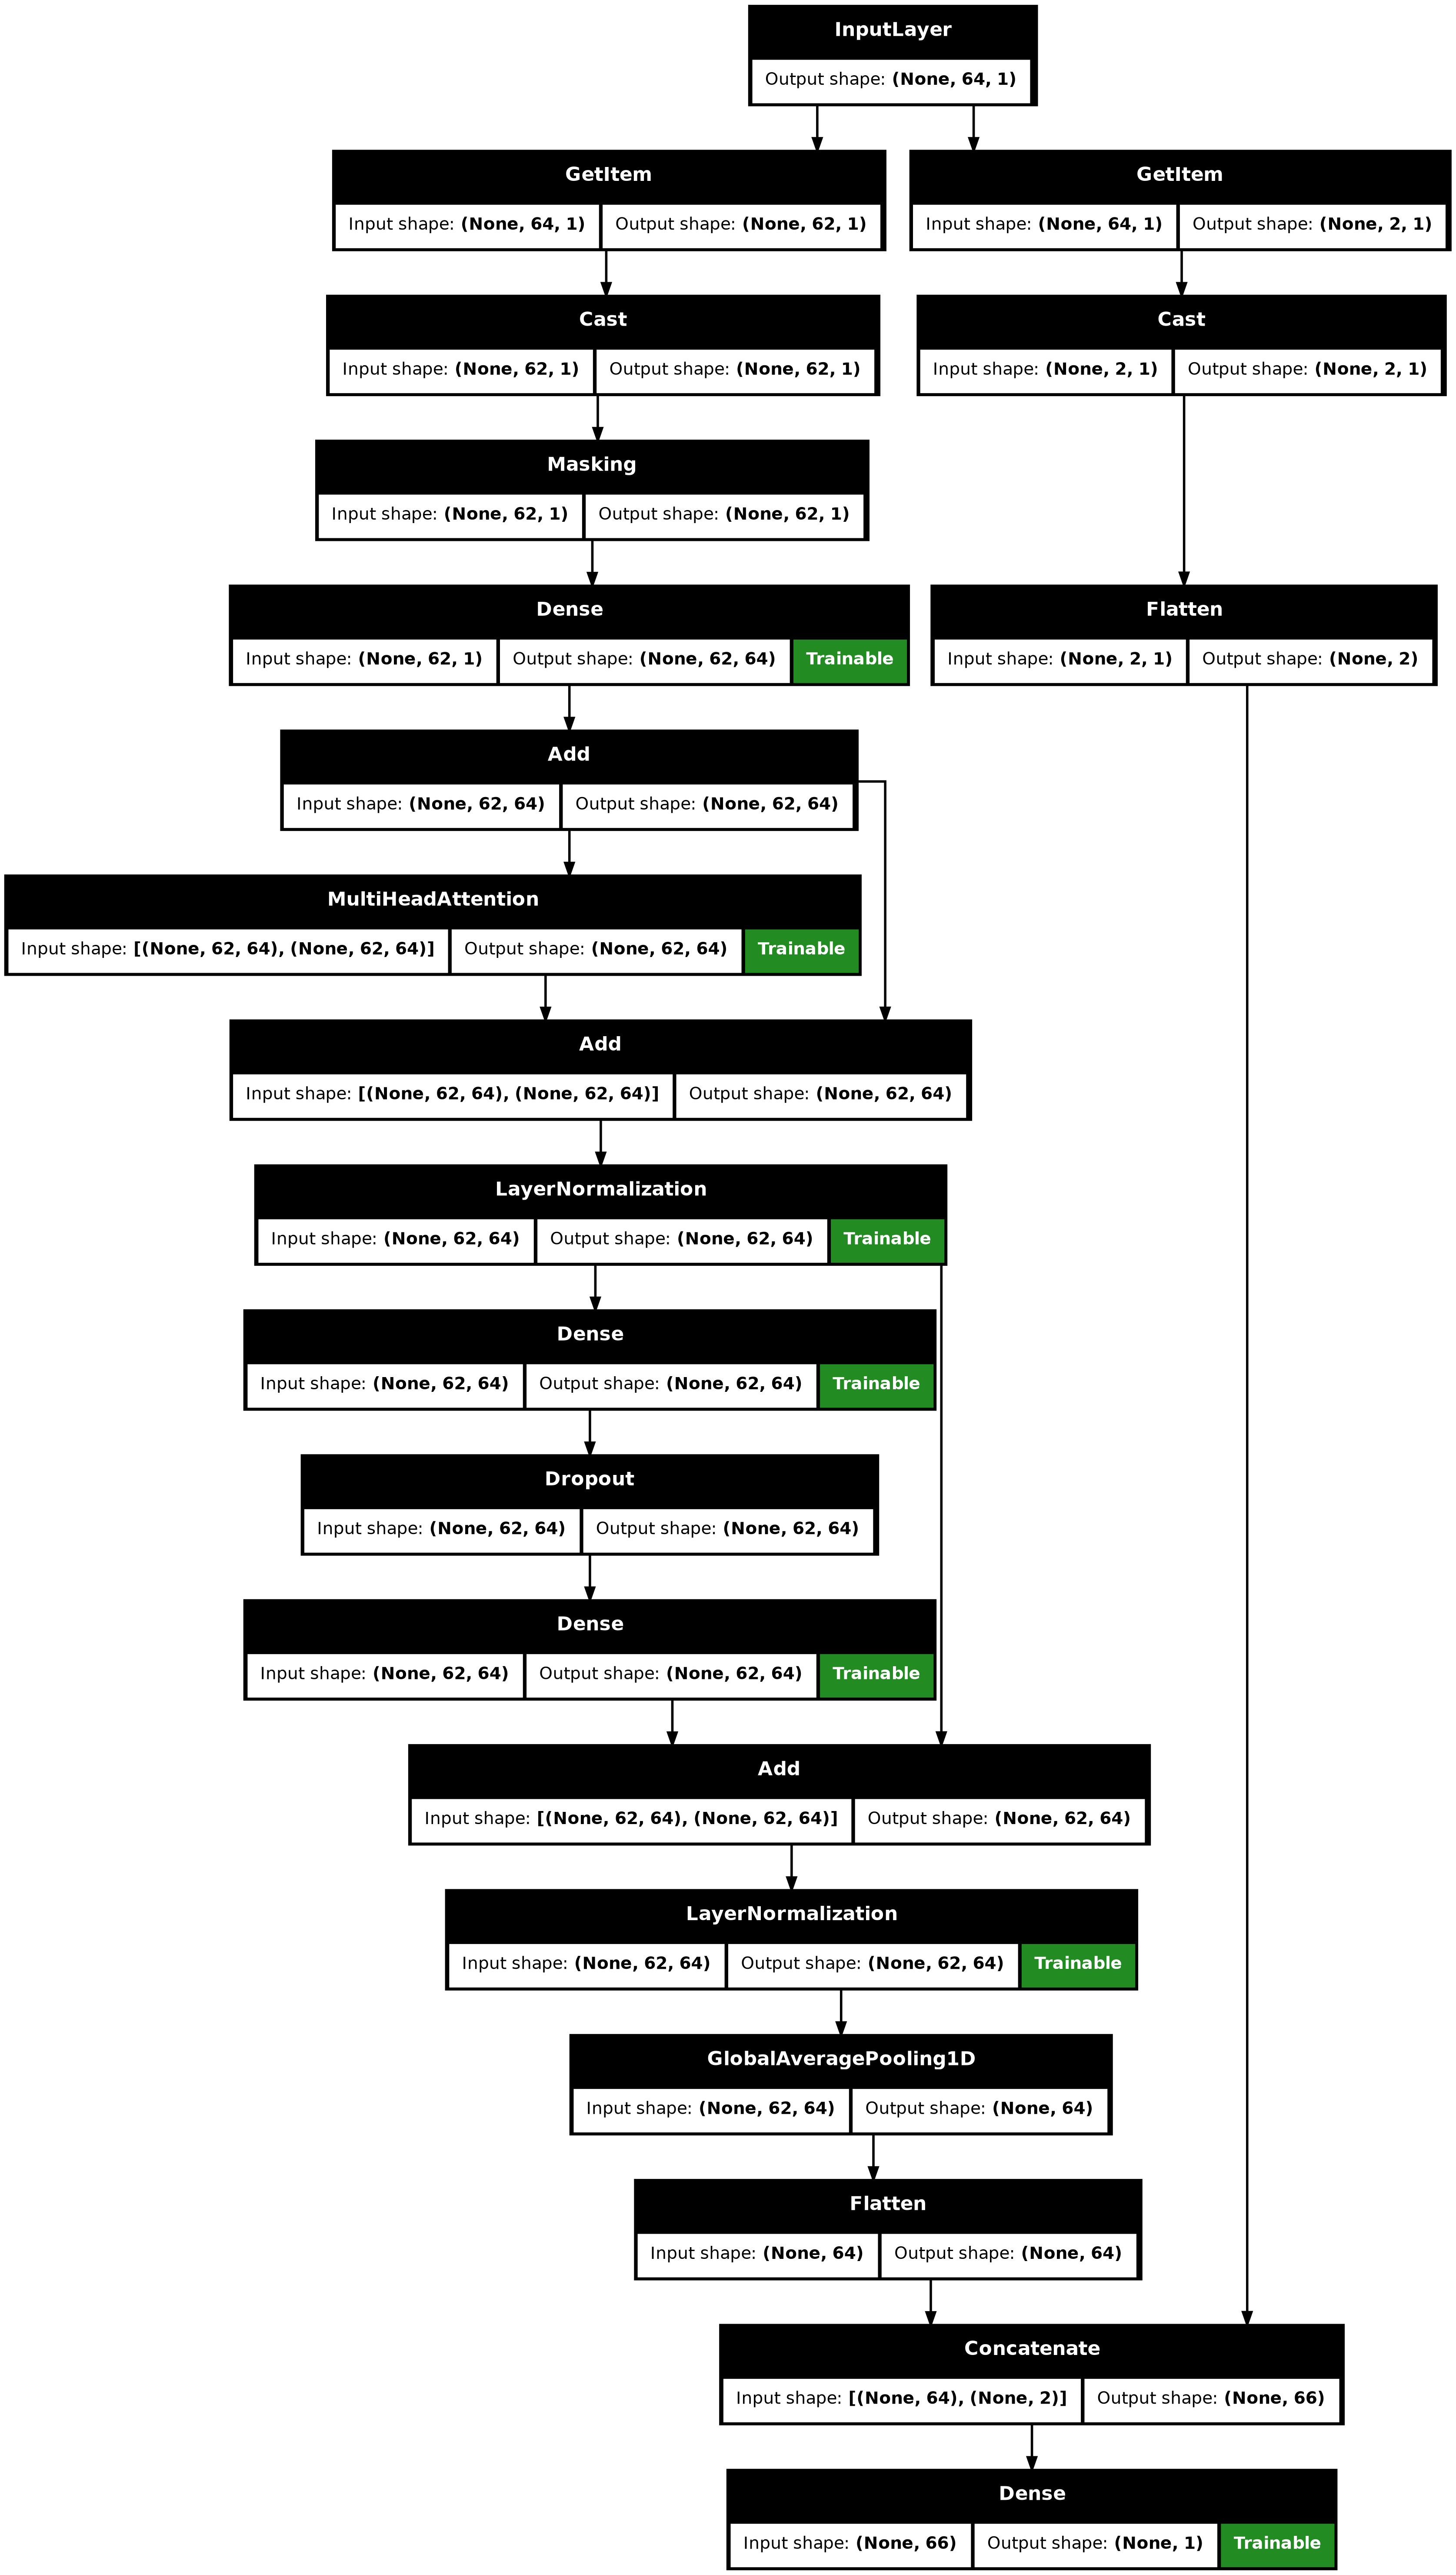 InputLayer
Output shape: (None, 64, 1)
GetItem
Input shape: (None, 64, 1) Output shape: (None, 62, 1)
GetItem
Input shape: (None, 64, 1) Output shape: (None, 2, 1)
Cast
Input shape: (None, 62, 1) Output shape: (None, 62, 1)
Cast
Input shape: (None, 2, 1) Output shape: (None, 2, 1)
Masking
Input shape: (None, 62, 1) Output shape: (None, 62, 1)
Dense
Input shape: (None, 62, 1) Output shape: (None, 62, 64) Trainable
Flatten
Input shape: (None, 2, 1) Output shape: (None, 2)
Add
Input shape: (None, 62, 64) Output shape: (None, 62, 64)
MultiHeadAttention
Input shape: [(None, 62, 64), (None, 62, 64)] Output shape: (None, 62, 64) Trainable
Add
Input shape: [(None, 62, 64), (None, 62, 64)] Output shape: (None, 62, 64)
LayerNormalization
Input shape: (None, 62, 64) Output shape: (None, 62, 64) Trainable
Dense
Input shape: (None, 62, 64) Output shape: (None, 62, 64) Trainable
Dropout
Input shape: (None, 62, 64) Output shape: (None, 62, 64)
Dense
Input shape: (None, 62, 64) Output shape: (None, 62, 64) Trainable
Add
Input shape: [(None, 62, 64), (None, 62, 64)] Output shape: (None, 62, 64)
LayerNormalization
Input shape: (None, 62, 64) Output shape: (None, 62, 64) Trainable
GlobalAveragePooling1D
Input shape: (None, 62, 64) Output shape: (None, 64)
Flatten
Input shape: (None, 64) Output shape: (None, 64)
Concatenate
Input shape: [(None, 64), (None, 2)] Output shape: (None, 66)
Dense
Input shape: (None, 66) Output shape: (None, 1) Trainable